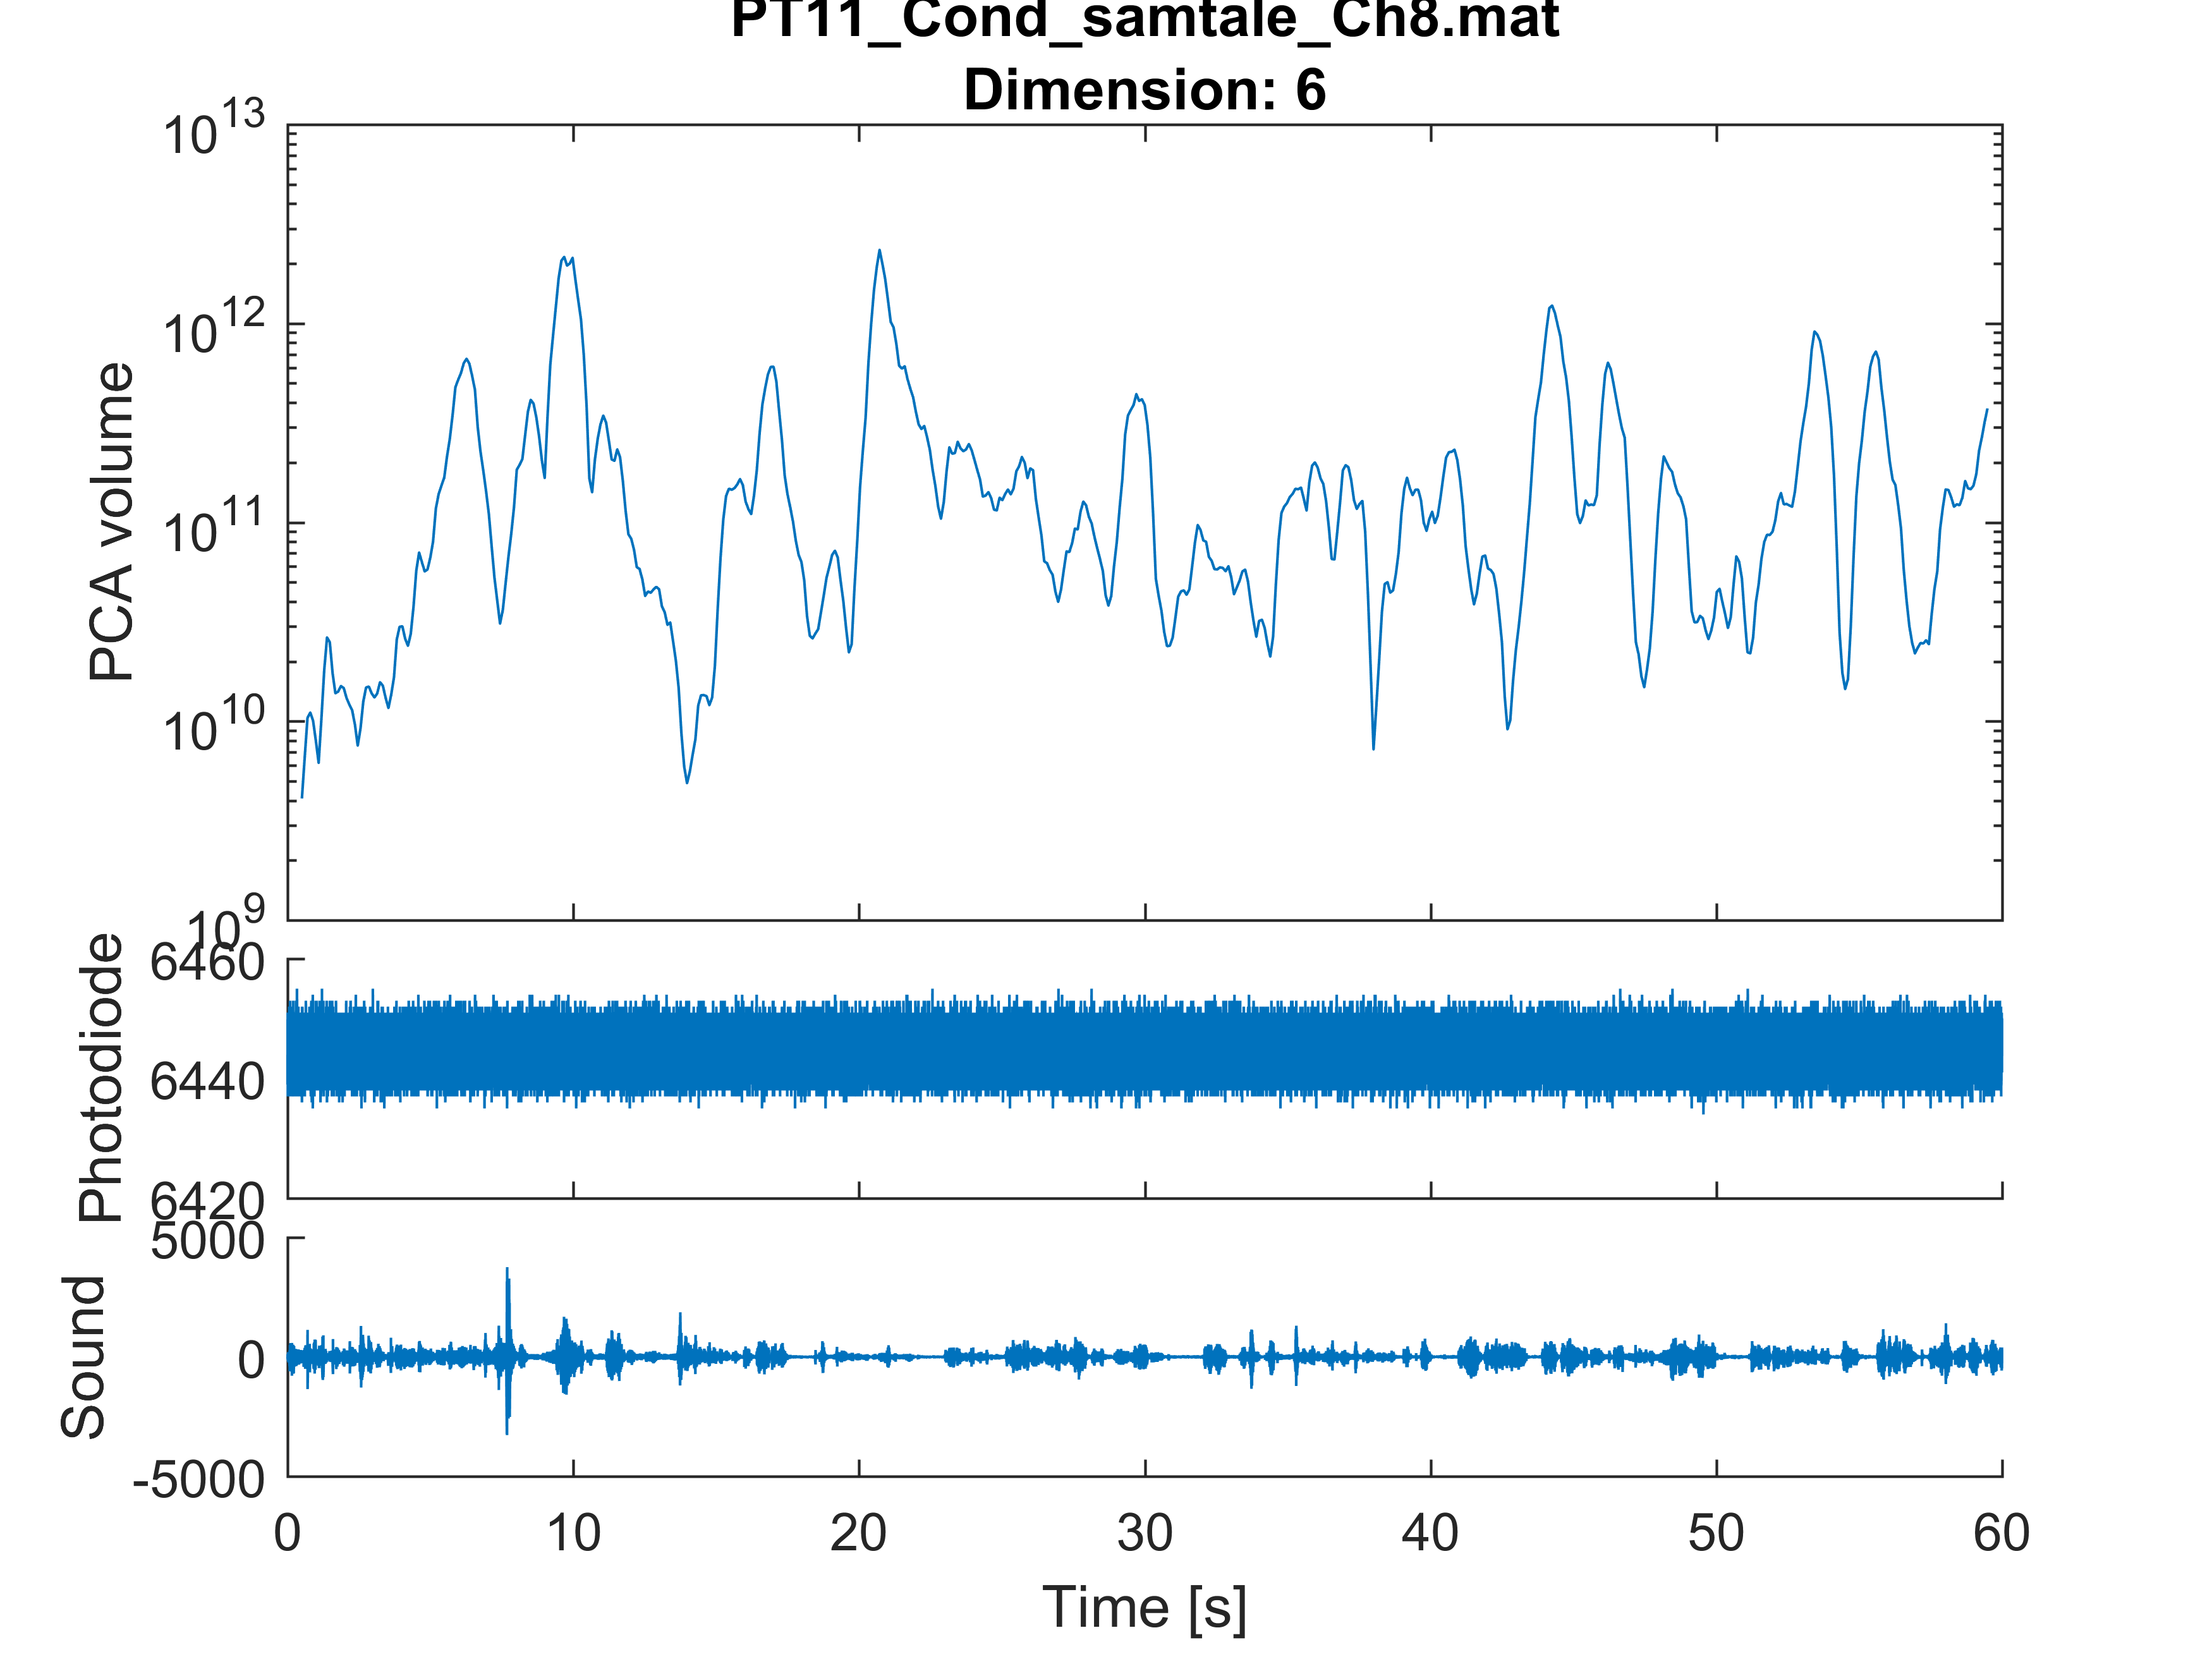 PT11_Cond_samtale_Ch8.mat
Dimension: 6
10^13
10^12
10^11
10^10
10^9
PCA volume
6460
6440
6420
Photodiode
5000
0
-5000
Sound
0 10 20 30 40 50 60
Time [s]